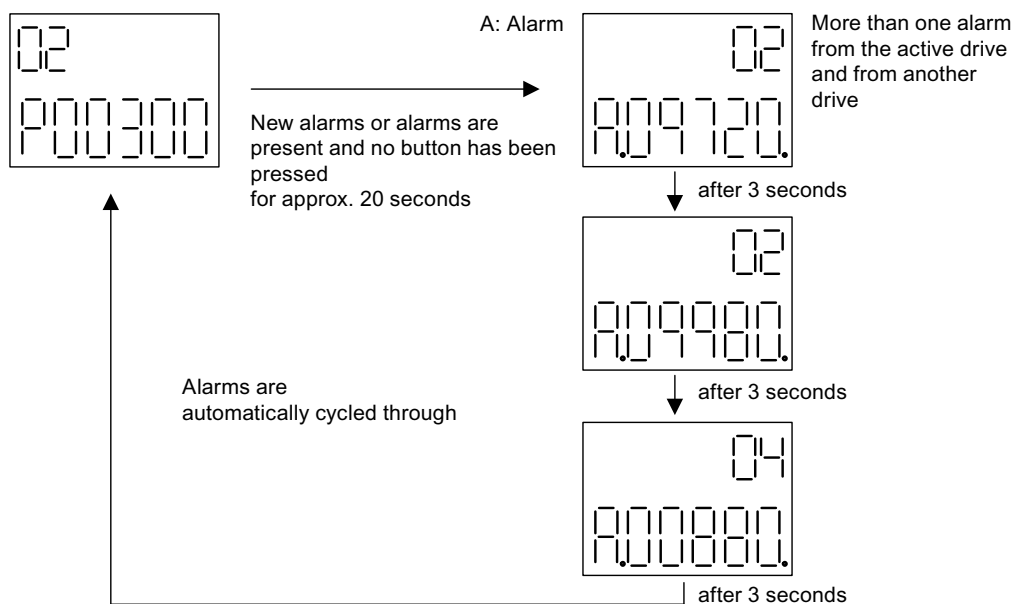 02
P00300
A: Alarm
02
A.09720.
More than one alarm
from the active drive
and from another
drive
New alarms or alarms are
present and no button has been
pressed
for approx. 20 seconds
after 3 seconds
02
A.09980.
after 3 seconds
Alarms are
automatically cycled through
04
A.00880.
after 3 seconds